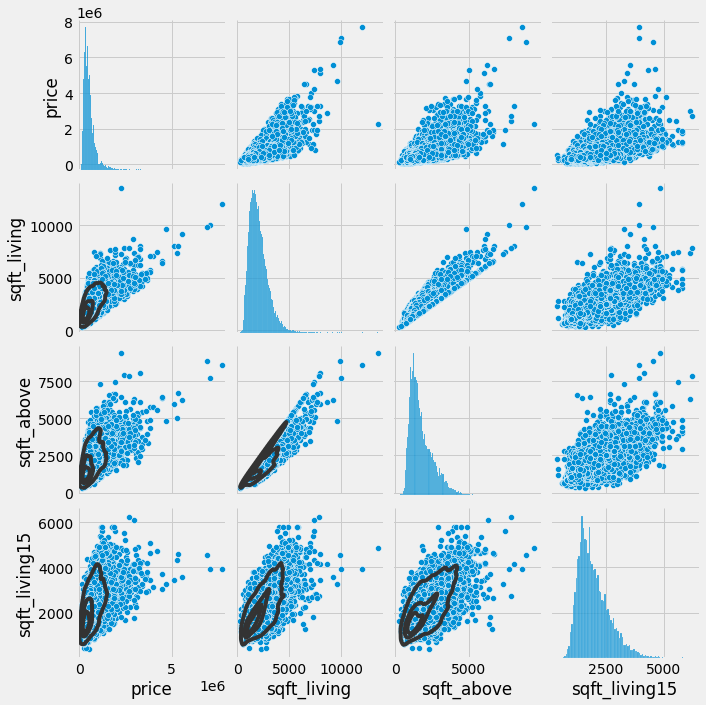 1e6
8
6
4
2
0
price
10000
5000
0
sqft_living
7500
5000
2500
0
sqft_above
6000
4000
2000
sqft_living15
0 5 0 5000 10000 0 5000 2500 5000
1e6
price sqft_living sqft_above sqft_living15